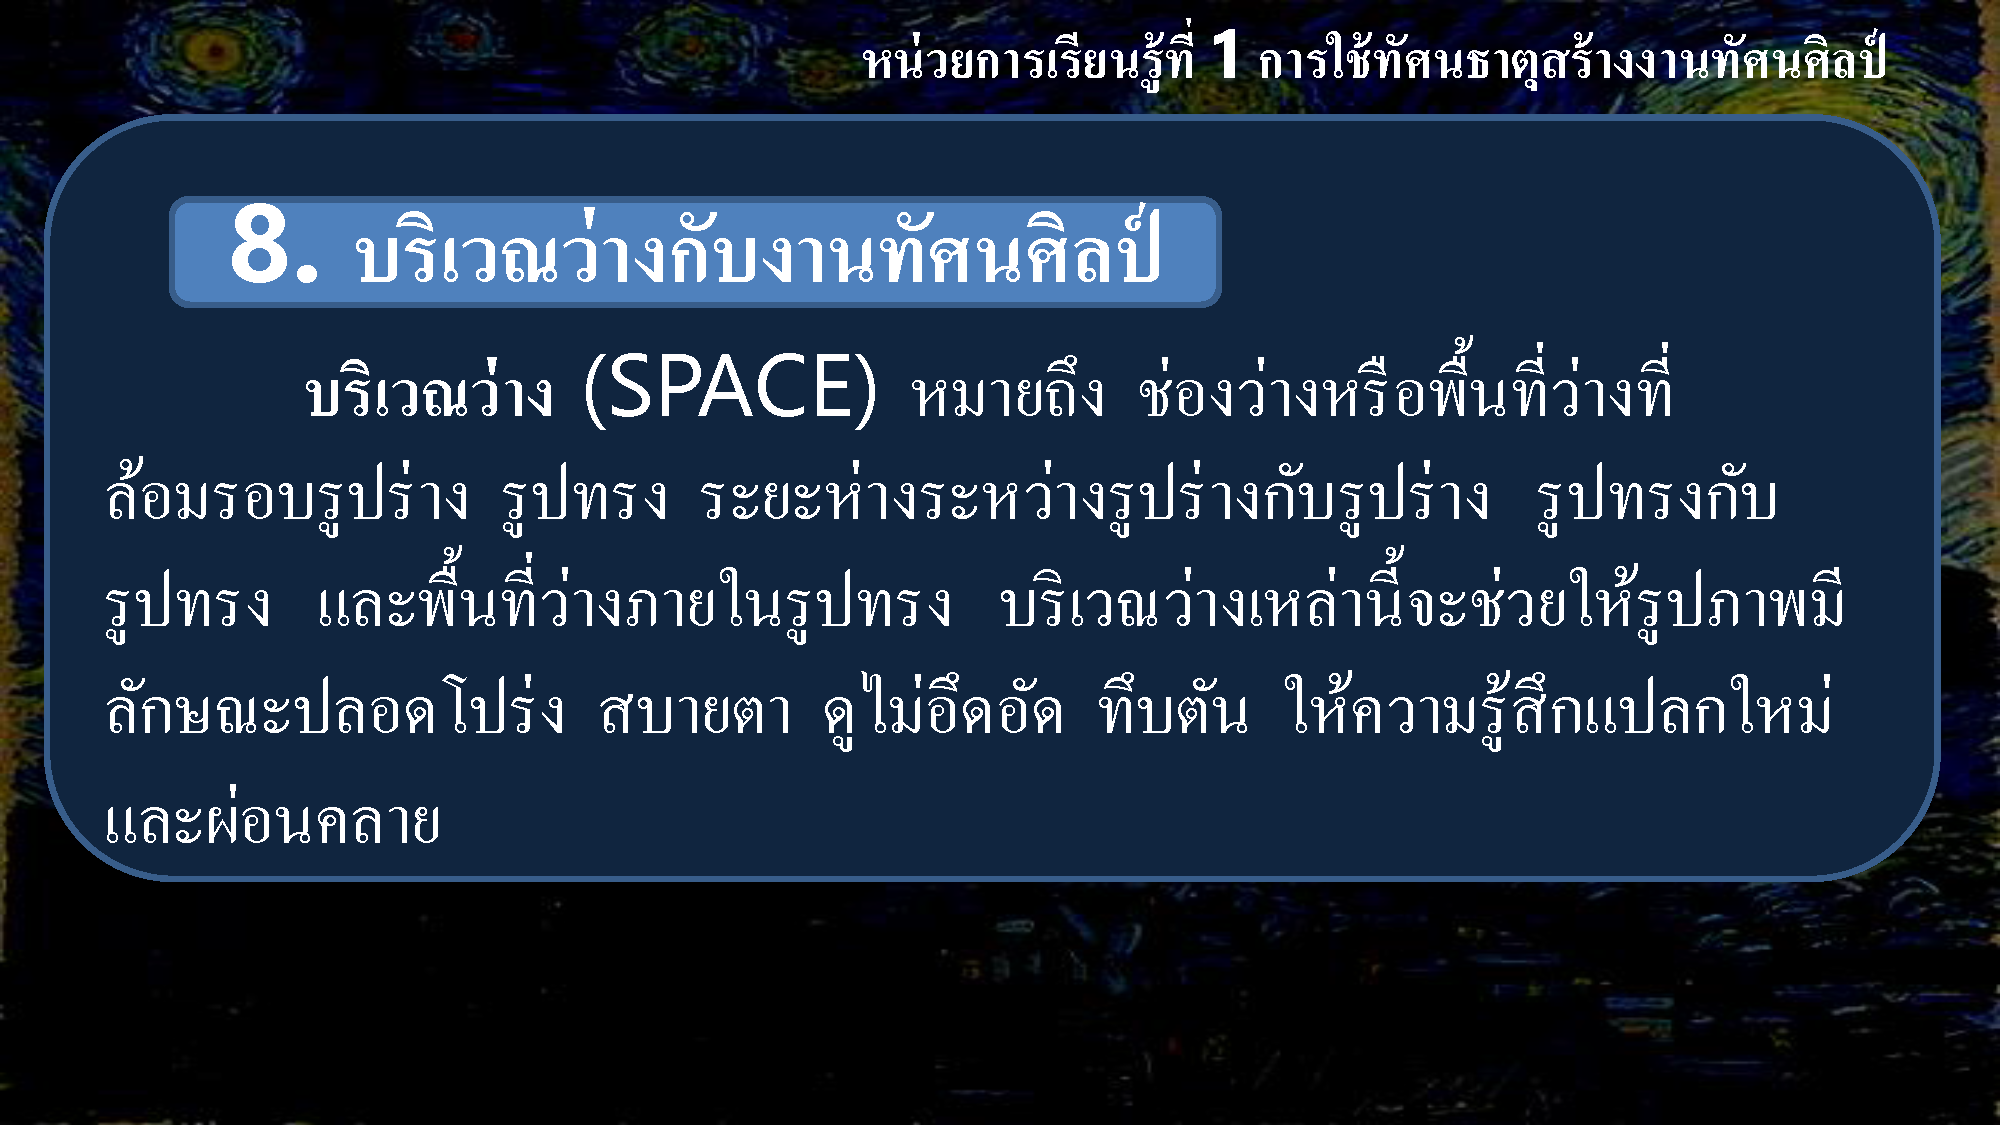 หน่วยการเรียนรู้ที่ 1 การใช้ทัศนธาตุสร้างงานทัศนศิลป์
8. บริเวณว่างกับงานทัศนศิลป์
บริเวณว่าง (SPACE) หมายถึง ช่องว่างหรือพื้นที่ว่างที่
ล้อมรอบรูปร่าง รูปทรง ระยะห่างระหว่างรูปร่างกับรูปร่าง รูปทรงกับ
รูปทรง และพื้นที่ว่างภายในรูปทรง บริเวณว่างเหล่านี้จะช่วยให้รูปภาพมี
ลักษณะปลอดโปร่ง สบายตา ดูไม่อึดอัด ทึบตัน ให้ความรู้สึกแปลกใหม่
และผ่อนคลาย